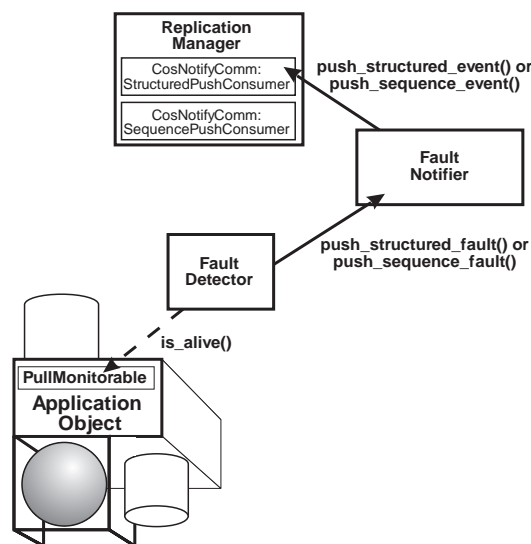 Replication
Manager
CosNotifyComm:
StructuredPushConsumer
CosNotifyComm:
SequencePushConsumer
push_structured_event() or
push_sequence_event()
Fault
Notifier
push_structured_fault() or
push_sequence_fault()
Fault
Detector
is_alive()
PullMonitorable
Application
Object